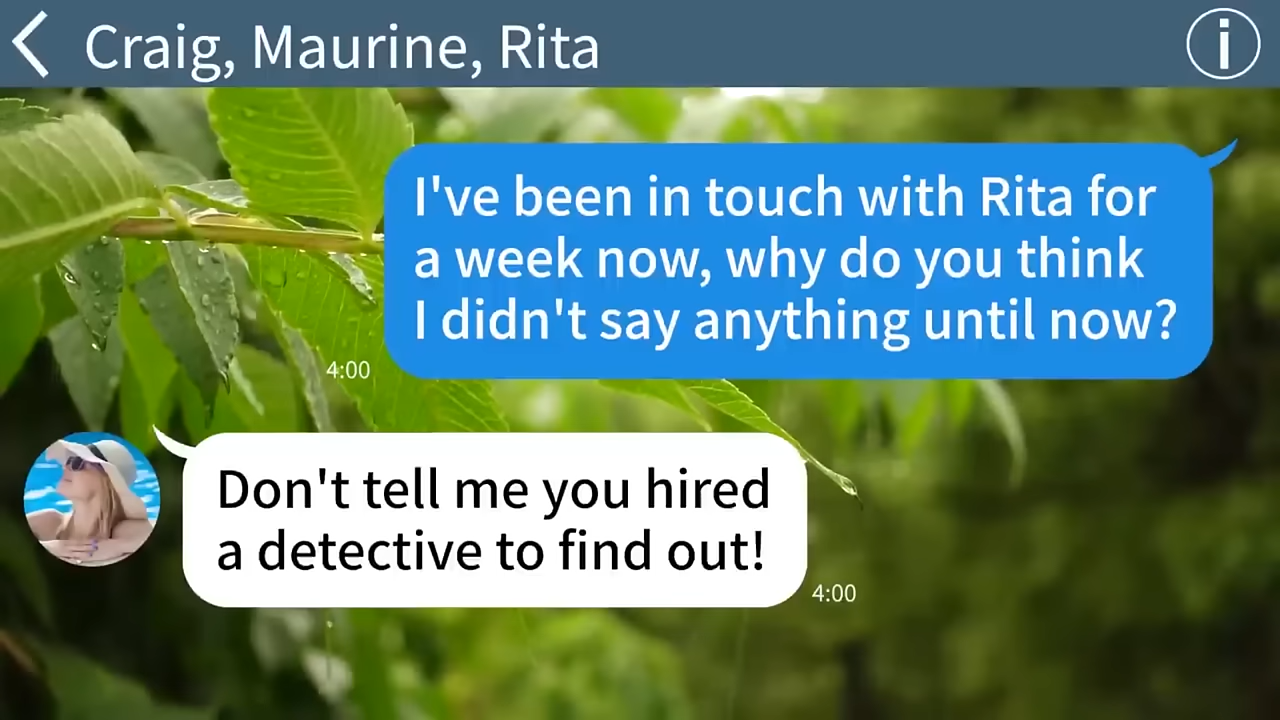 Craig, Maurine, Rita
I've been in touch with Rita for
a week now, why do you think
I didn't say anything until now?
4:00
Don't tell me you hired
a detective to find out!
4:00